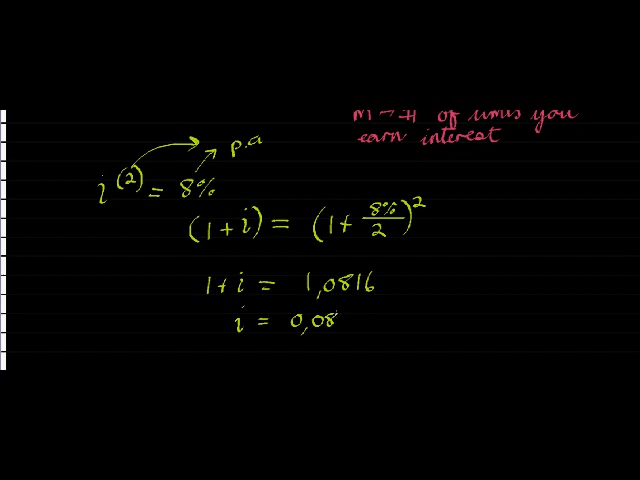 m → # of times you
earn interest
p.a
i^(2) = 8%
(1 + i) = (1 + 8%/2)^2
1 + i = 1,0816
i = 0,08